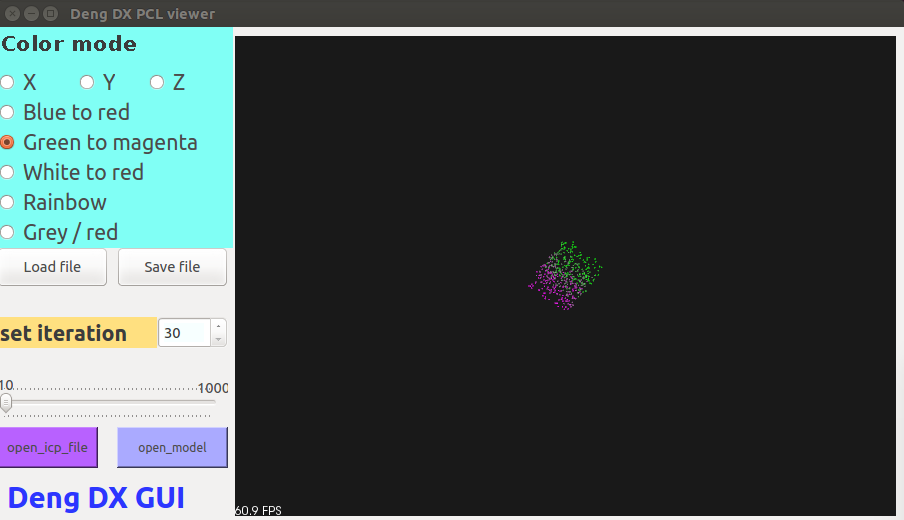 Deng DX PCL viewer
Color mode
X Y Z
Blue to red
Green to magenta
White to red
Rainbow
Grey / red
Load file Save file
set iteration 30
10 1000
open_icp_file open_model
Deng DX GUI
60.9 FPS